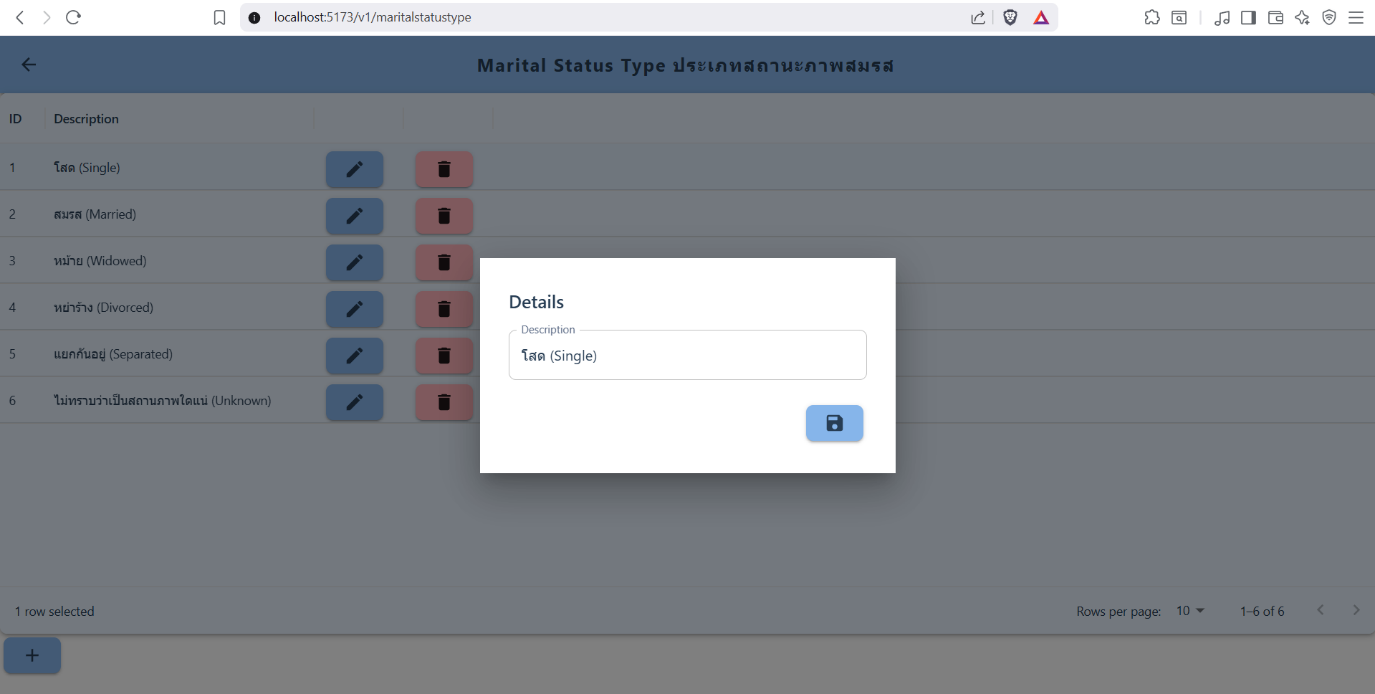 localhost:5173/v1/maritalstatustype
Marital Status Type ประเภทสถานะภาพสมรส
ID Description
1 โสด (Single)
2 สมรส (Married)
3 หม้าย (Widowed)
4 หย่าร้าง (Divorced)
5 แยกกันอยู่ (Separated)
6 ไม่ทราบว่าเป็นสถานภาพใดแน่ (Unknown)
Details
Description
โสด (Single)
1 row selected
Rows per page: 10 1–6 of 6